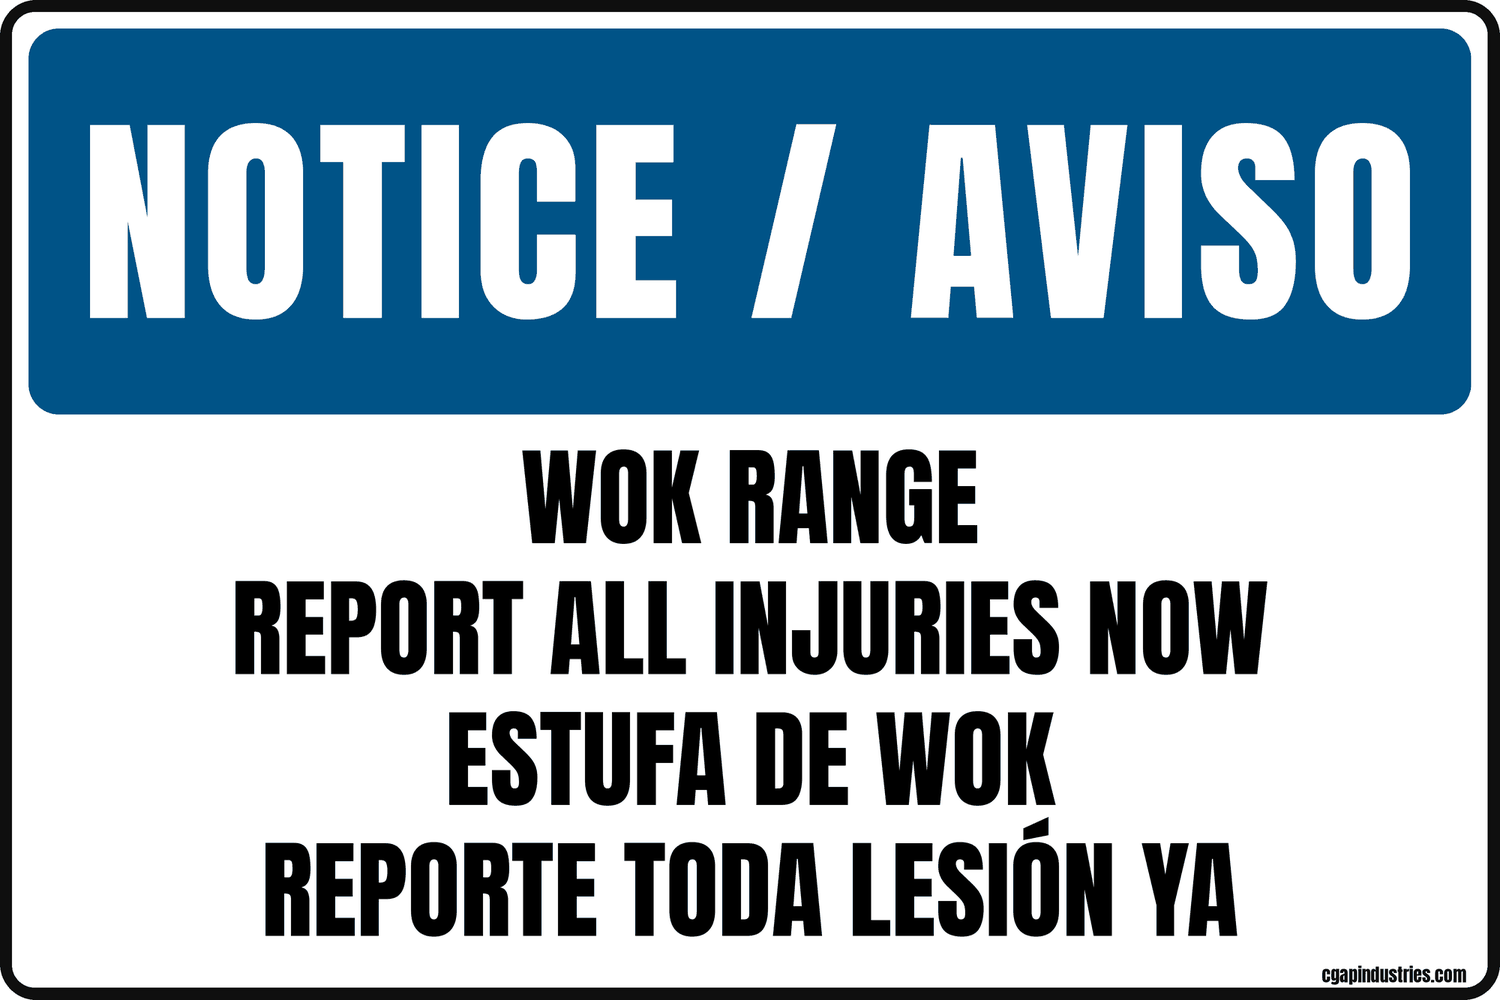 NOTICE / AVISO
WOK RANGE
REPORT ALL INJURIES NOW
ESTUFA DE WOK
REPORTE TODA LESIÓN YA
cgapindustries.com